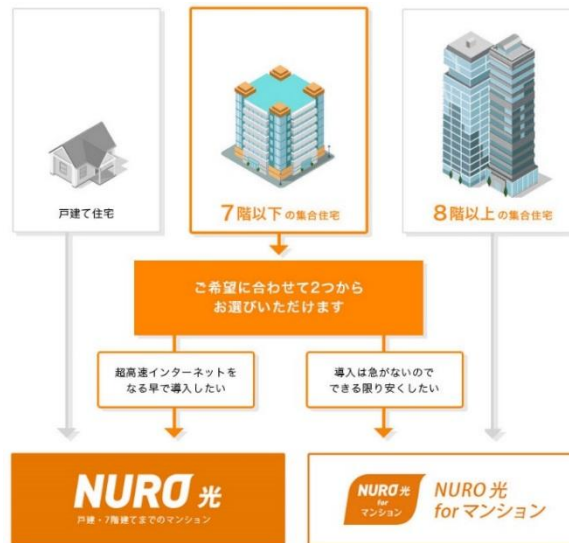 戸建て住宅
7階以下の集合住宅
8階以上の集合住宅
ご希望に合わせて2つから
お選びいただけます
超高速インターネットを
なる早で導入したい
導入は急がないので
できる限り安くしたい
NURO 光
戸建・7階建てまでのマンション
NURO 光
for
マンション
NURO 光
for マンション